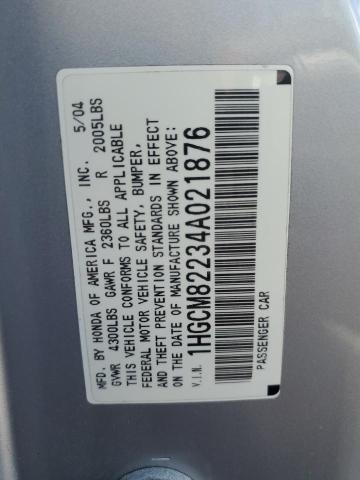 MFD. BY HONDA OF AMERICA MFG., INC. 5/04
GVWR 4300LBS GAWR F 2360LBS R 2005LBS
THIS VEHICLE CONFORMS TO ALL APPLICABLE
FEDERAL MOTOR VEHICLE SAFETY, BUMPER,
AND THEFT PREVENTION STANDARDS IN EFFECT
ON THE DATE OF MANUFACTURE SHOWN ABOVE:
V.I.N. 1HGCM82234A021876
PASSENGER CAR